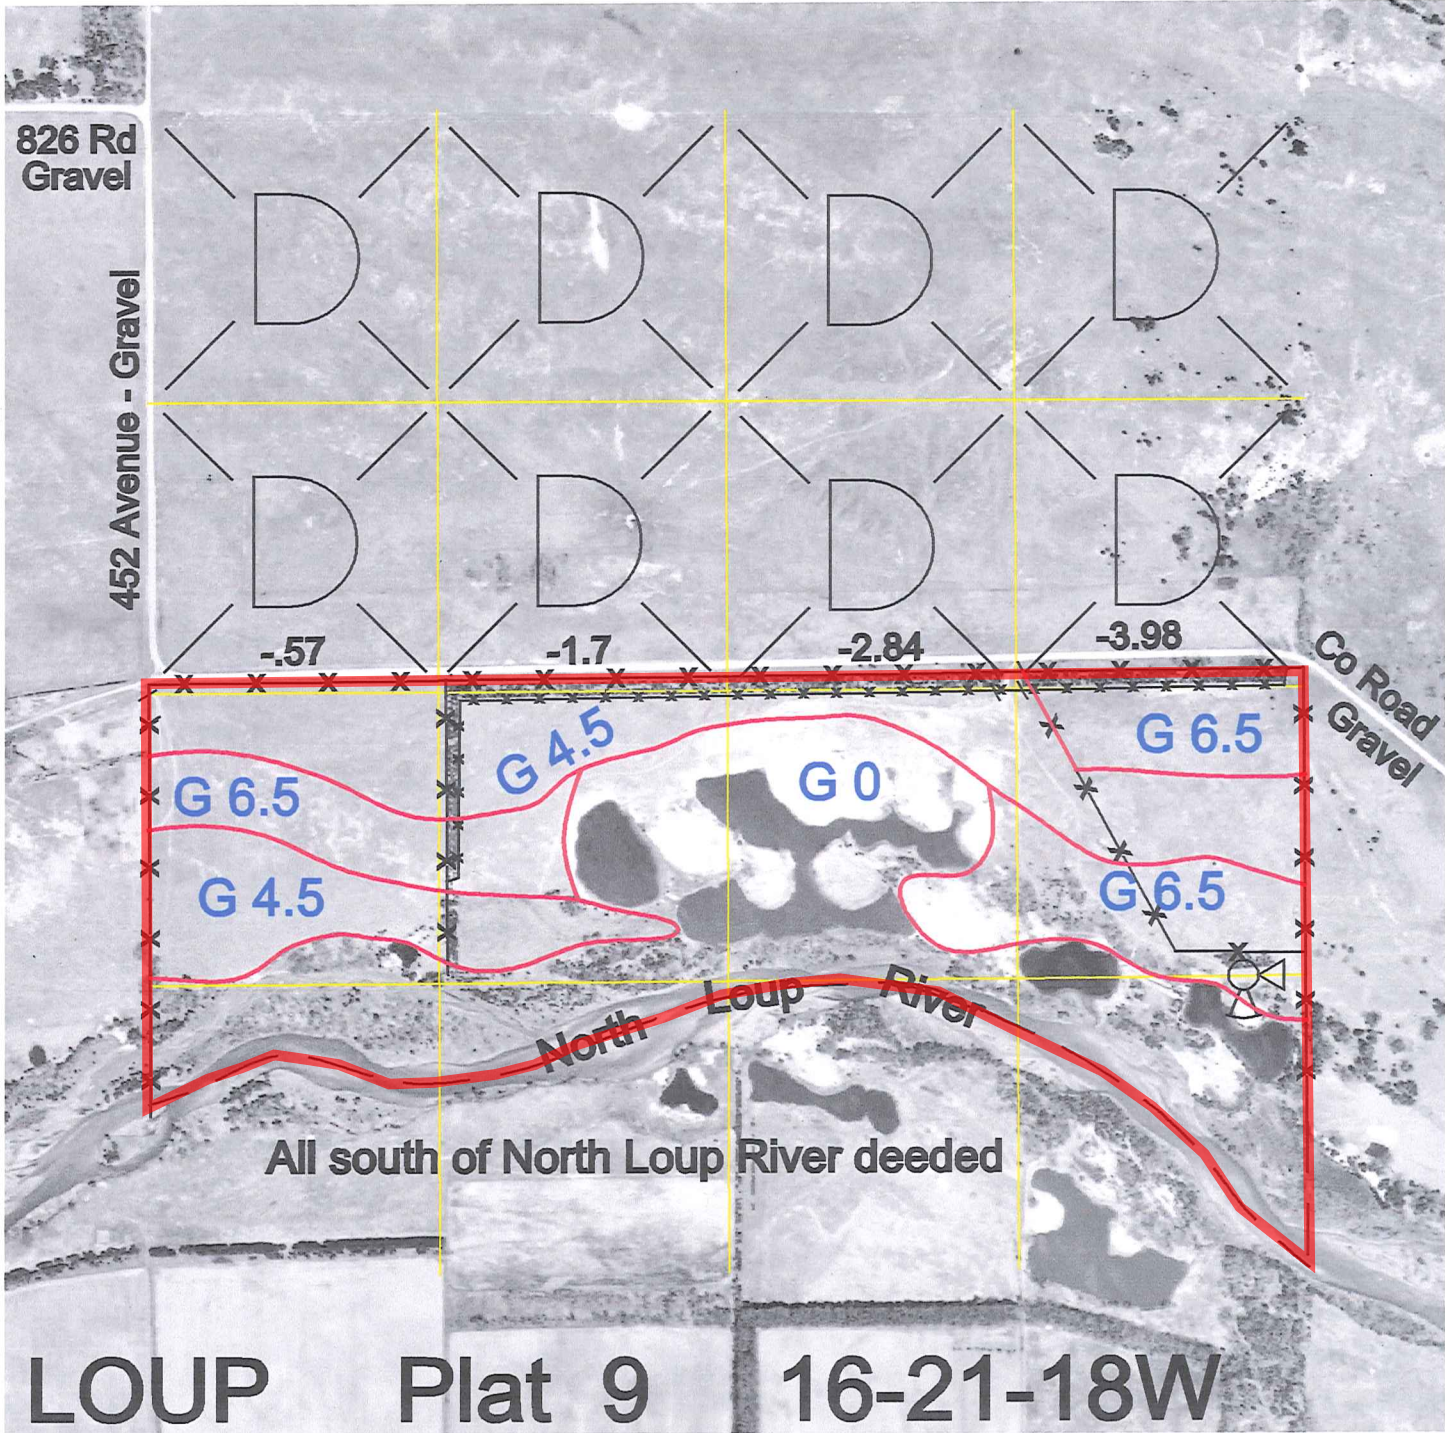 826 Rd
Gravel
D D D D
452 Avenue - Gravel
D D D D
-.57 -1.7 -2.84 -3.98
Co Road
Gravel
G 4.5
G 6.5
G 6.5
G 0
G 4.5
G 6.5
North Loup River
All south of North Loup River deeded
LOUP Plat 9 16-21-18W